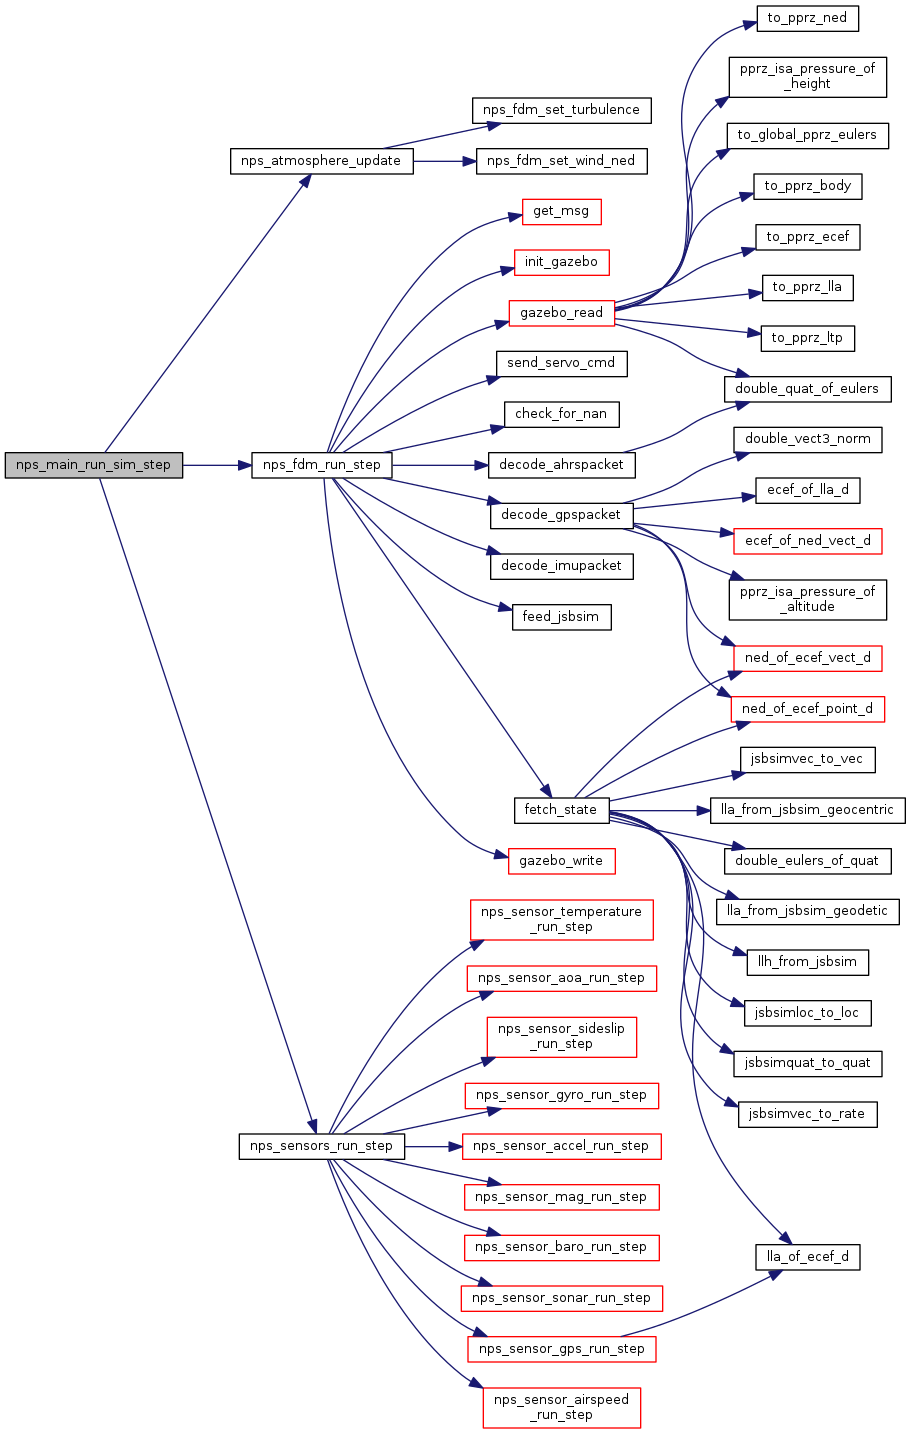 to_pprz_ned
pprz_isa_pressure_of
_height
nps_fdm_set_turbulence
to_global_pprz_eulers
nps_atmosphere_update
nps_fdm_set_wind_ned
to_pprz_body
get_msg
to_pprz_ecef
init_gazebo
to_pprz_lla
gazebo_read
to_pprz_ltp
send_servo_cmd
double_quat_of_eulers
check_for_nan
double_vect3_norm
nps_main_run_sim_step
nps_fdm_run_step
decode_ahrspacket
ecef_of_lla_d
decode_gpspacket
ecef_of_ned_vect_d
decode_imupacket
pprz_isa_pressure_of
_altitude
feed_jsbsim
ned_of_ecef_vect_d
ned_of_ecef_point_d
jsbsimvec_to_vec
fetch_state
lla_from_jsbsim_geocentric
gazebo_write
double_eulers_of_quat
lla_from_jsbsim_geodetic
nps_sensor_temperature
_run_step
llh_from_jsbsim
nps_sensor_aoa_run_step
jsbsimloc_to_loc
nps_sensor_sideslip
_run_step
jsbsimquat_to_quat
nps_sensor_gyro_run_step
jsbsimvec_to_rate
nps_sensors_run_step
nps_sensor_accel_run_step
nps_sensor_mag_run_step
nps_sensor_baro_run_step
lla_of_ecef_d
nps_sensor_sonar_run_step
nps_sensor_gps_run_step
nps_sensor_airspeed
_run_step